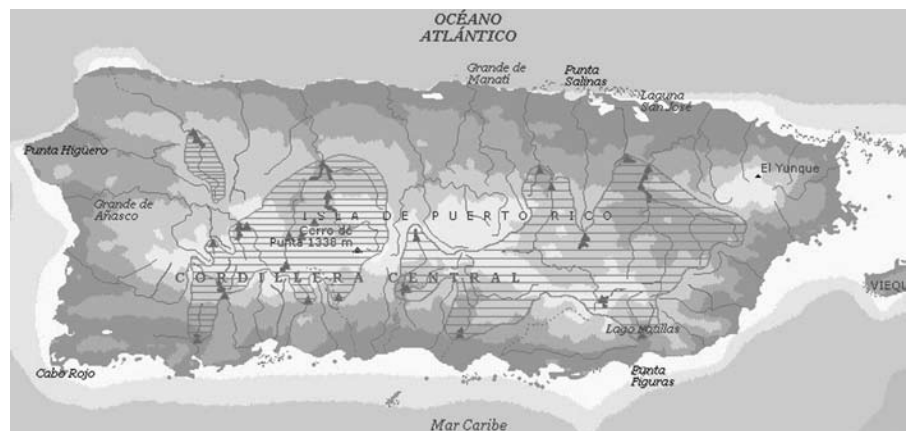 OCÉANO
ATLÁNTICO
Grande de
Manatí
Punta
Salinas
Laguna
San José
Punta Higüero
El Yunque
Grande de
Añasco
ISLA DE PUERTO RICO
Cerro de
Punta 1338 m
CORDILLERA CENTRAL
VIEQU
Lago Matillas
Cabo Rojo
Punta
Figuras
Mar Caribe